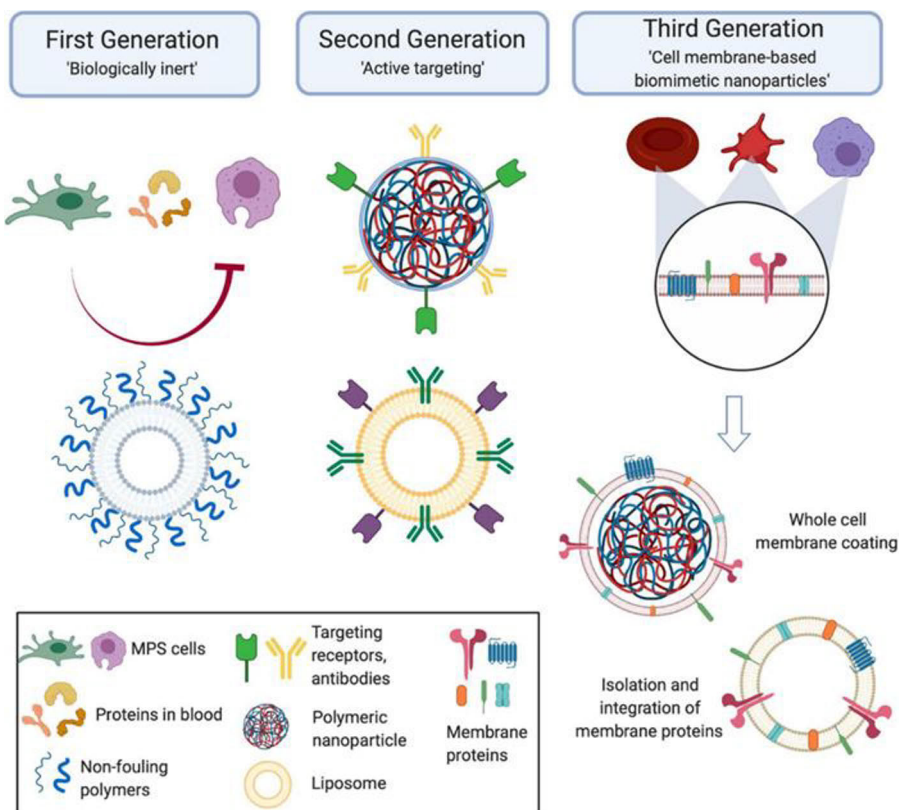 First Generation
'Biologically inert'
Second Generation
'Active targeting'
Third Generation
'Cell membrane-based
biomimetic nanoparticles'
Whole cell
membrane coating
Isolation and
integration of
membrane proteins
MPS cells
Proteins in blood
Non-fouling
polymers
Targeting
receptors,
antibodies
Polymeric
nanoparticle
Liposome
Membrane
proteins